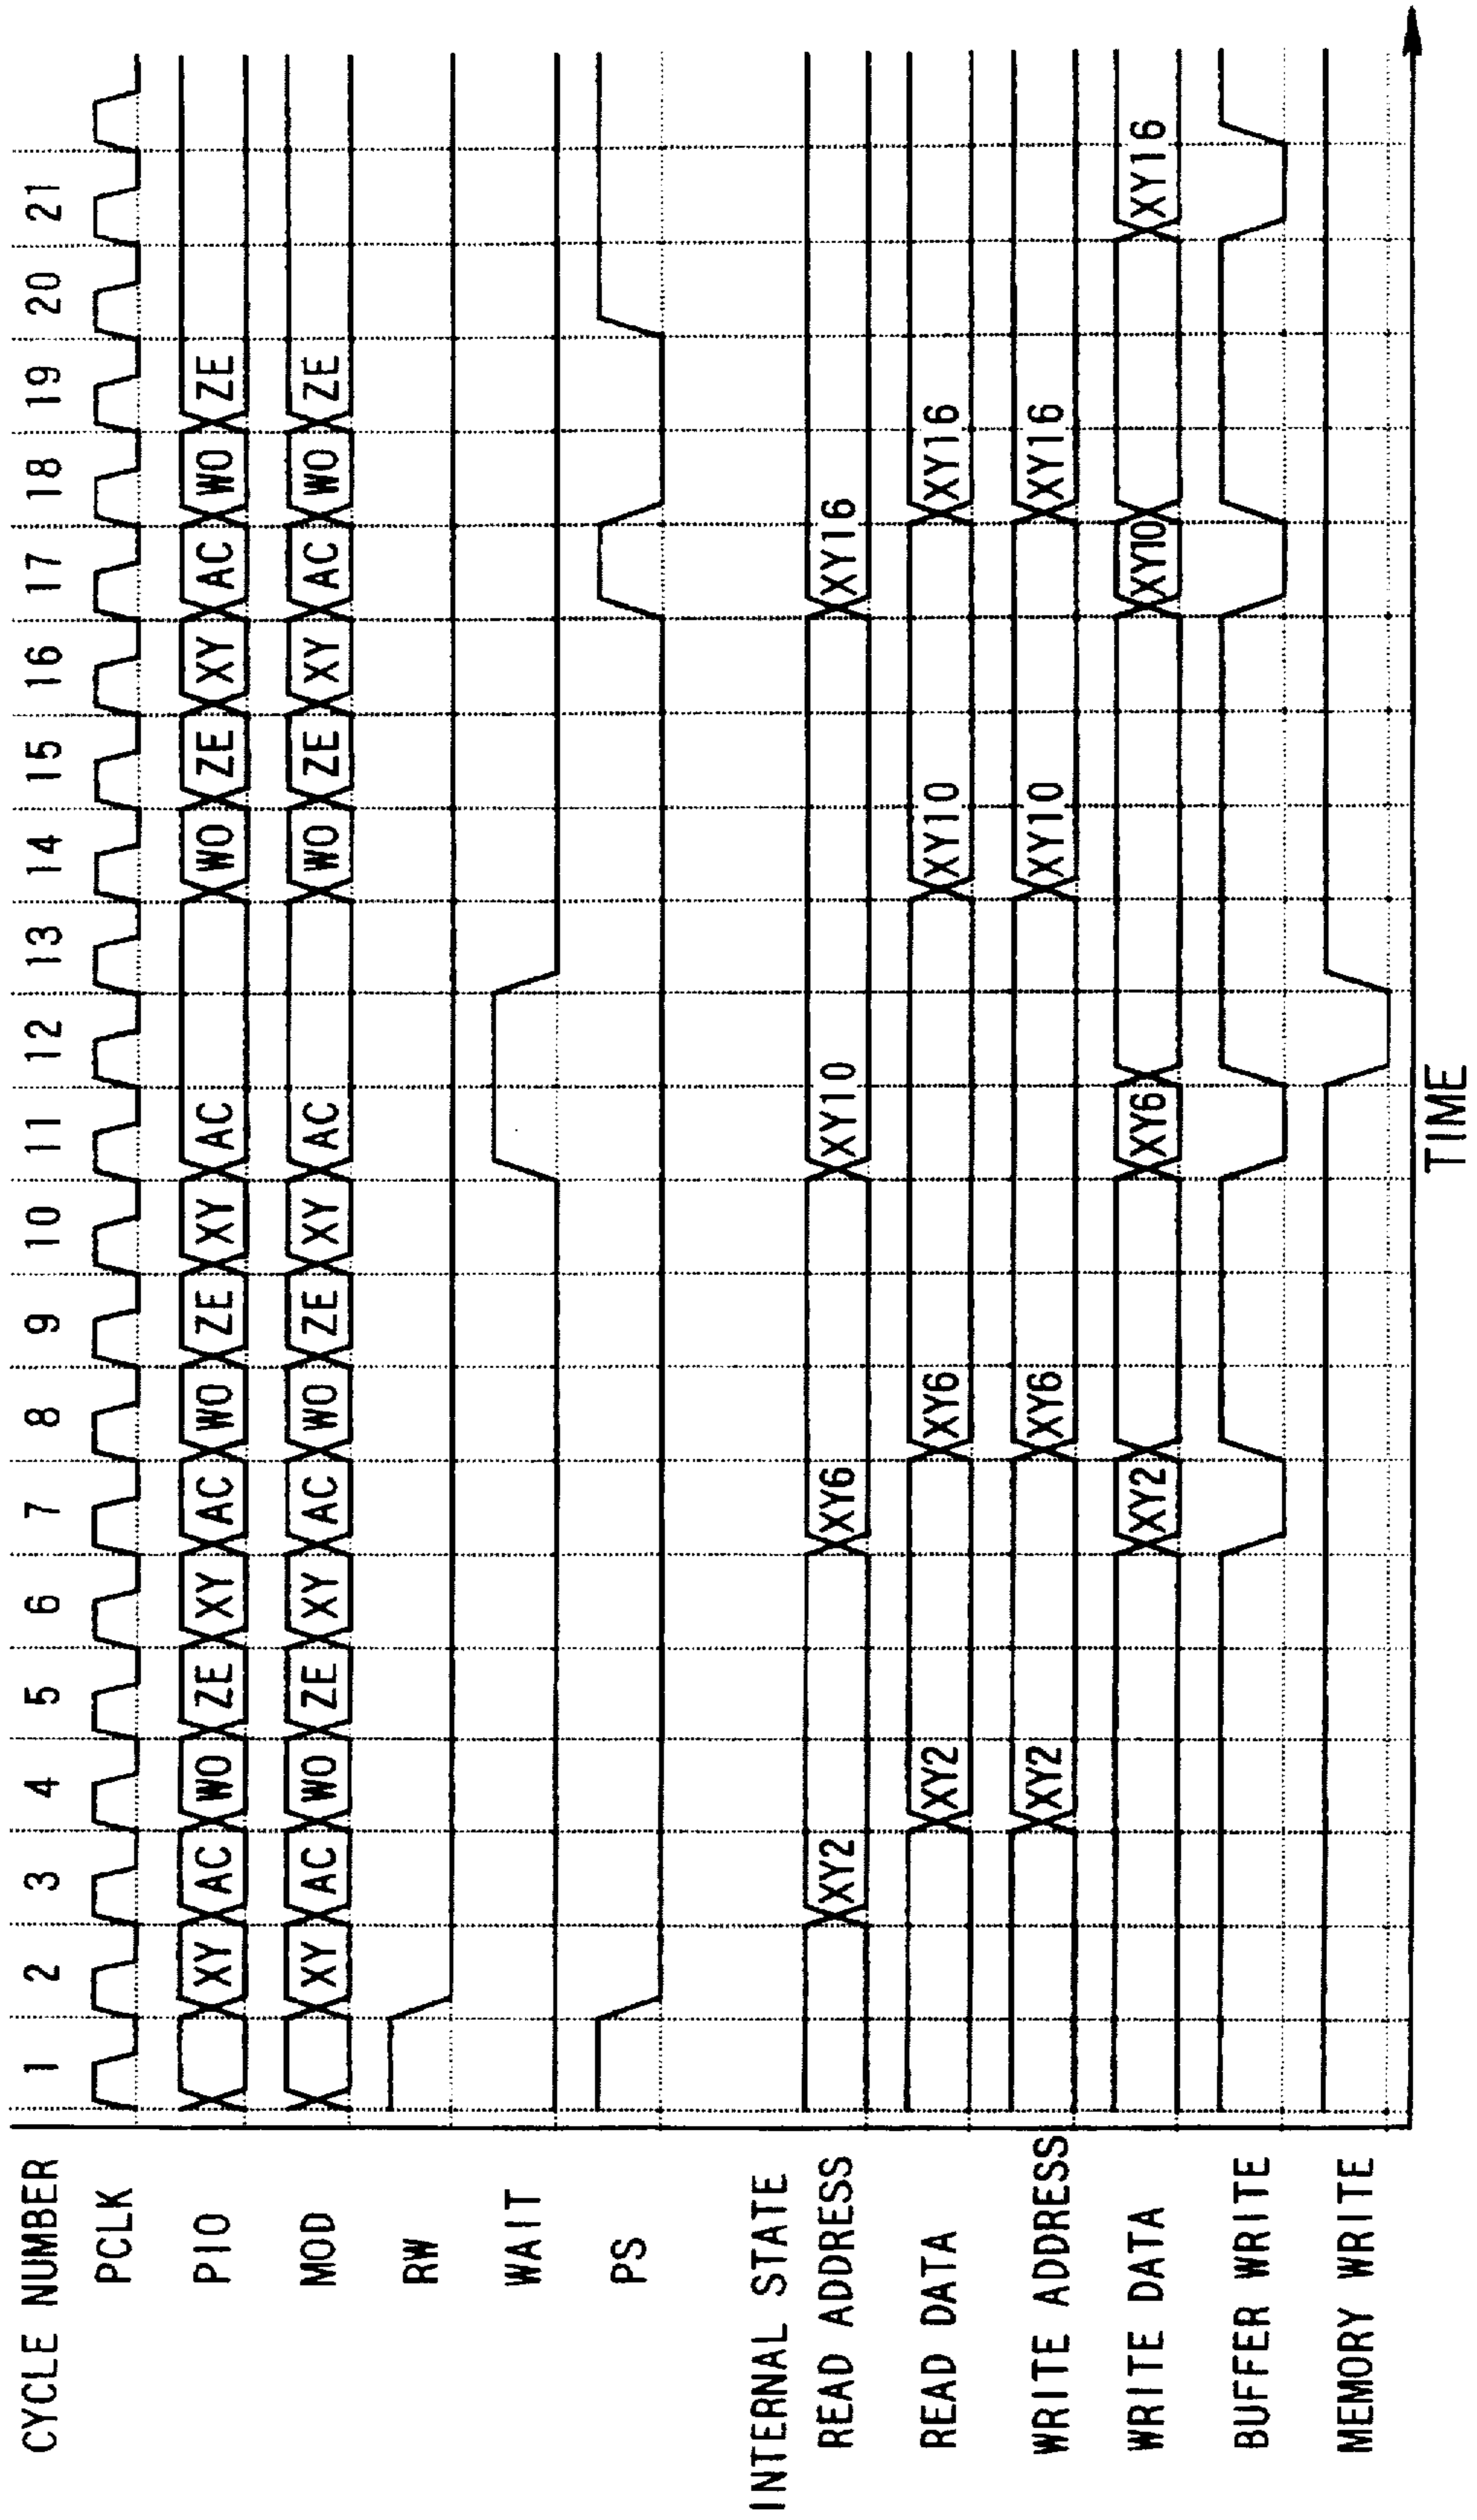 CYCLE NUMBER 1 2 3 4 5 6 7 8 9 10 11 12 13 14 15 16 17 18 19 20 21
PCLK
PIO XY AC WO ZE XY AC WO ZE XY AC WO ZE XY AC WO ZE
MOD XY AC WO ZE XY AC WO ZE XY AC WO ZE XY AC WO ZE
RW
WAIT
PS
INTERNAL STATE
READ ADDRESS XY2 XY6 XY10 XY16
READ DATA XY2 XY6 XY10 XY16
WRITE ADDRESS XY2 XY6 XY10 XY16
WRITE DATA XY2 XY6 XY10 XY16
BUFFER WRITE
MEMORY WRITE
TIME